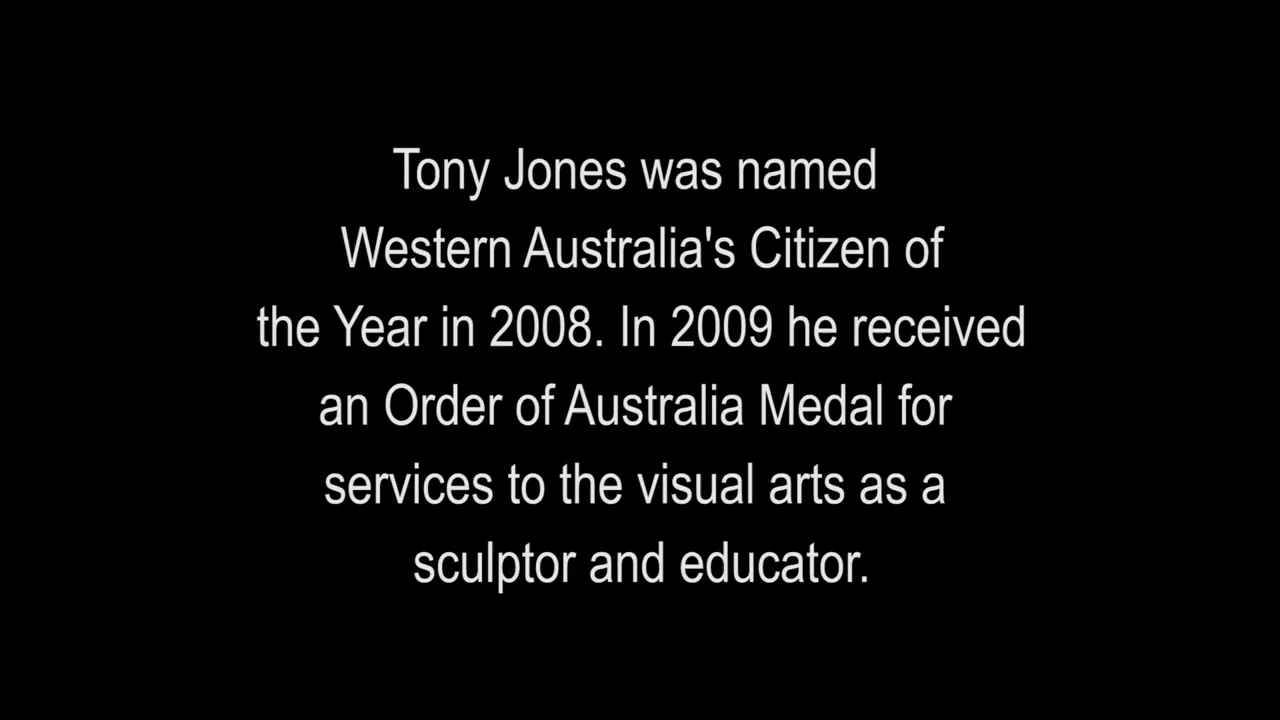 Tony Jones was named
Western Australia's Citizen of
the Year in 2008. In 2009 he received
an Order of Australia Medal for
services to the visual arts as a
sculptor and educator.